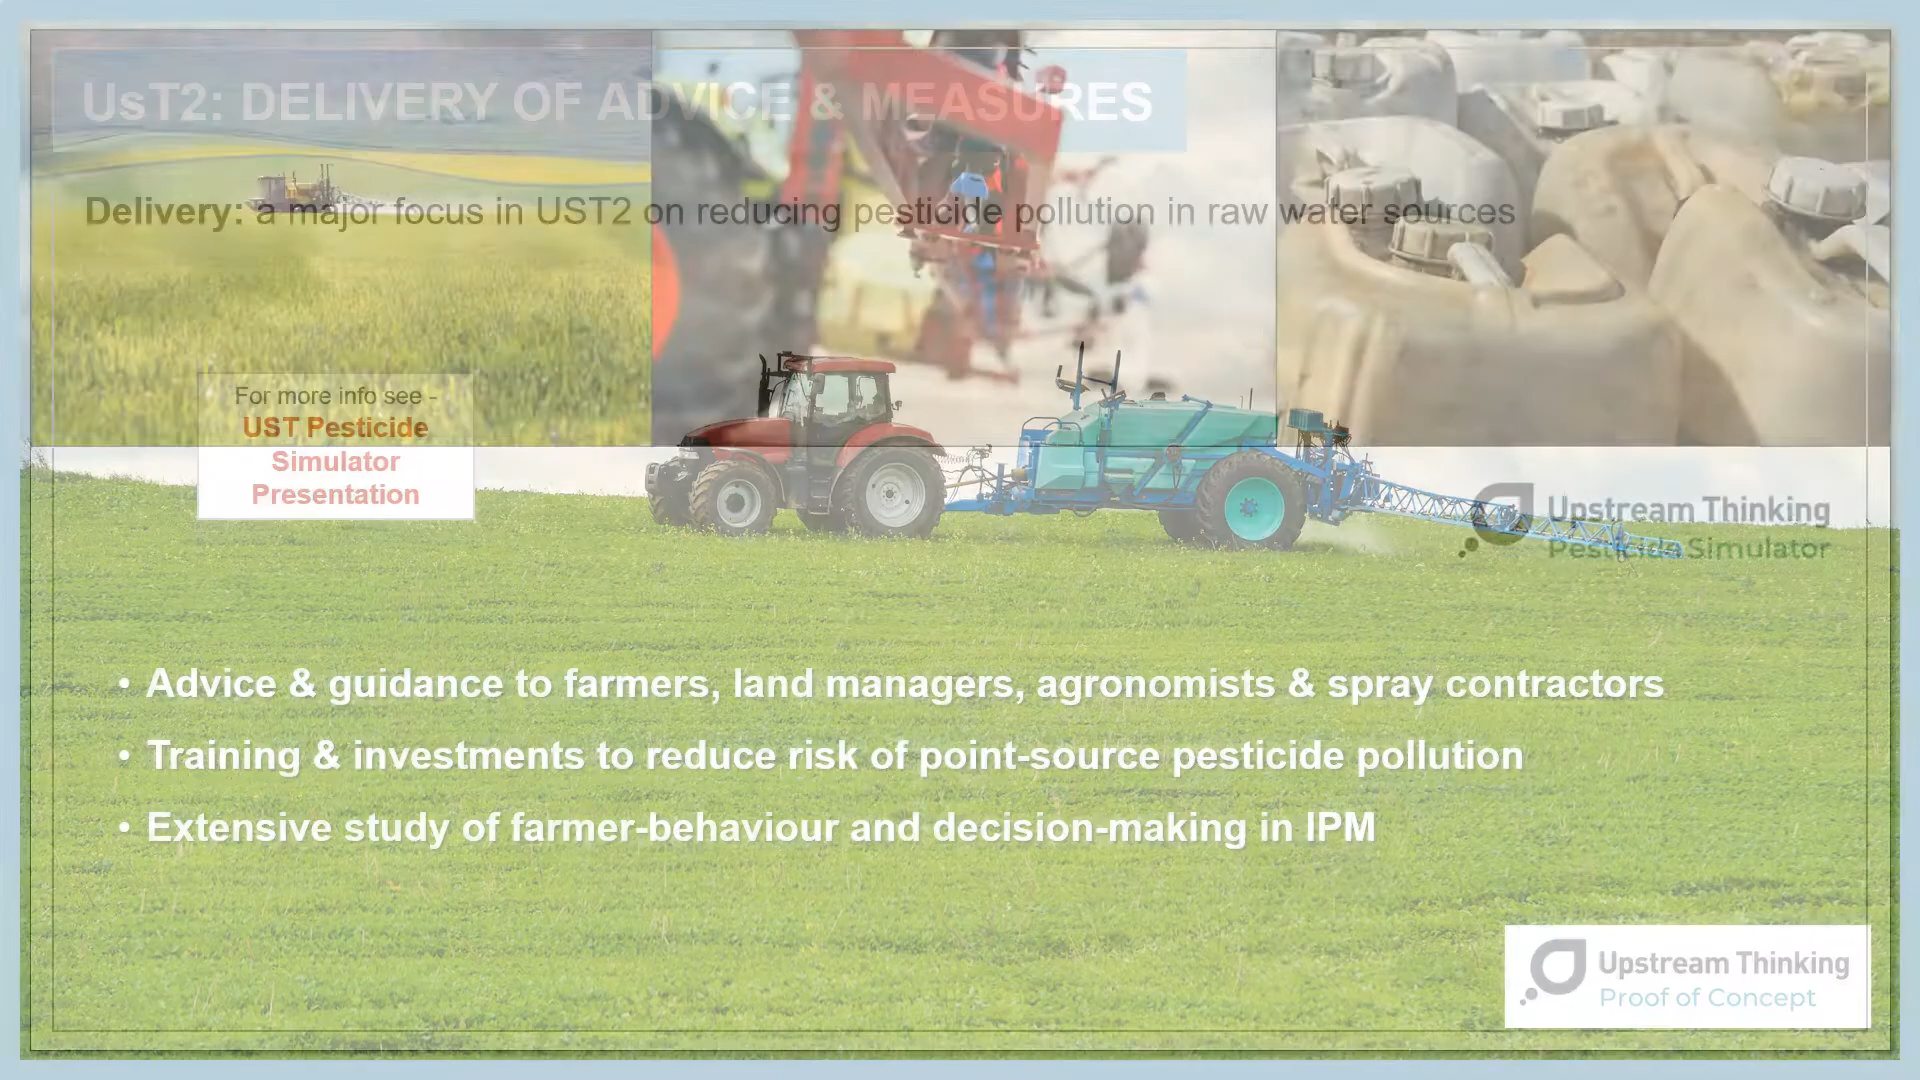 UsT2: DELIVERY OF ADVICE & MEASURES
Delivery: a major focus in UST2 on reducing pesticide pollution in raw water sources
For more info see -
UST Pesticide
Simulator
Presentation
Upstream Thinking
Pesticide Simulator
• Advice & guidance to farmers, land managers, agronomists & spray contractors
• Training & investments to reduce risk of point-source pesticide pollution
• Extensive study of farmer-behaviour and decision-making in IPM
Upstream Thinking
Proof of Concept